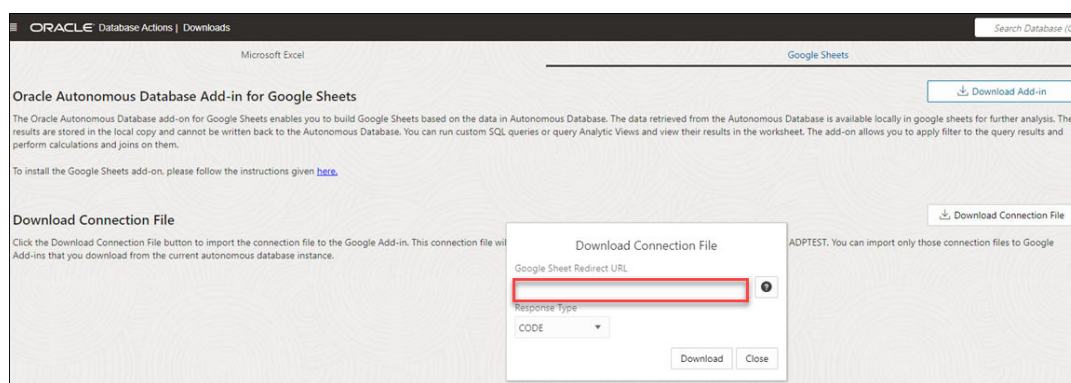 ORACLE Database Actions | Downloads
Search Database (
Microsoft Excel
Google Sheets
Oracle Autonomous Database Add-in for Google Sheets
Download Add-in
The Oracle Autonomous Database add-on for Google Sheets enables you to build Google Sheets based on the data in Autonomous Database. The data retrieved from the Autonomous Database is available locally in google sheets for further analysis. The
results are stored in the local copy and cannot be written back to the Autonomous Database. You can run custom SQL queries or query Analytic Views and view their results in the worksheet. The add-on allows you to apply filter to the query results and
perform calculations and joins on them.
To install the Google Sheets add-on, please follow the instructions given here.
Download Connection File
Download Connection File
Click the Download Connection File button to import the connection file to the Google Add-in. This connection file wil
ADPTEST. You can import only those connection files to Google
Add-ins that you download from the current autonomous database instance.
Download Connection File
Google Sheet Redirect URL
?
Response Type
CODE
Download
Close